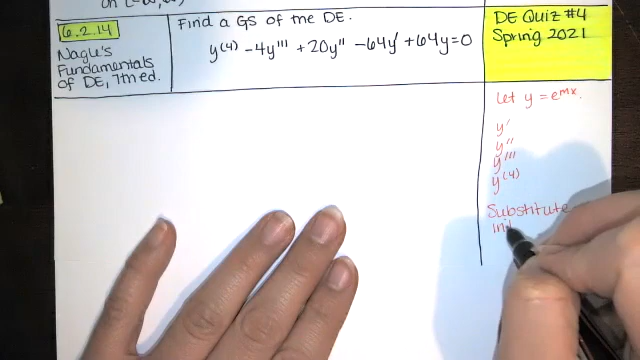 on (-∞,∞)
6.2.14
Nagle's
Fundamentals
of DE, 7th ed.
Find a GS of the DE.
y⁽⁴⁾ - 4y''' + 20y'' - 64y' + 64y = 0
DE Quiz #4
Spring 2021
Let y = eᵐˣ.
y'
y''
y'''
y⁽⁴⁾
Substitute